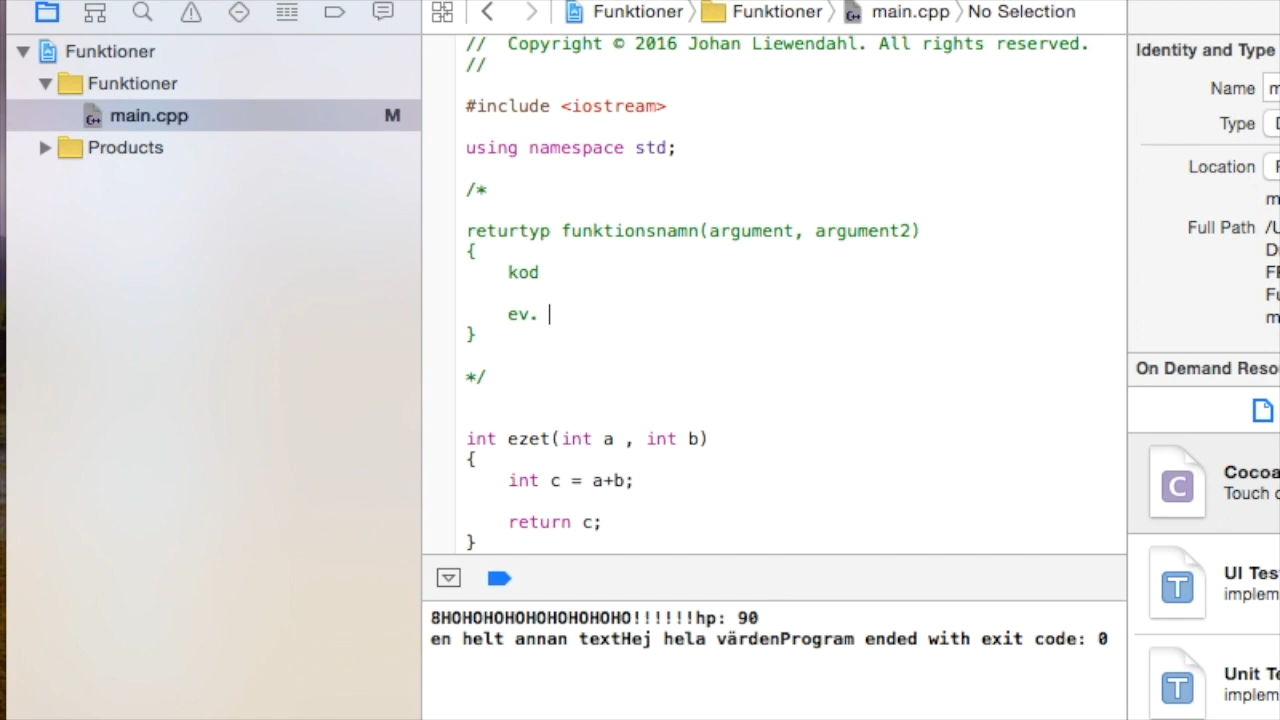 Funktioner
Funktioner
main.cpp
M
Products
Funktioner
Funktioner
main.cpp
No Selection
//  Copyright © 2016 Johan Liewendahl. All rights reserved.
//
#include <iostream>
using namespace std;
/*
returtyp funktionsnamn(argument, argument2)
{
    kod
    ev.
}
*/
int ezet(int a , int b)
{
    int c = a+b;
    return c;
}
8HOHOHOHOHOHOHOHOHO!!!!!!hp: 90
en helt annan textHej hela värdenProgram ended with exit code: 0
Identity and Type
Name
Type
Location
Full Path
On Demand Reso
C
Cocoa
Touch c
T
UI Tes
implem
T
Unit Te
implem